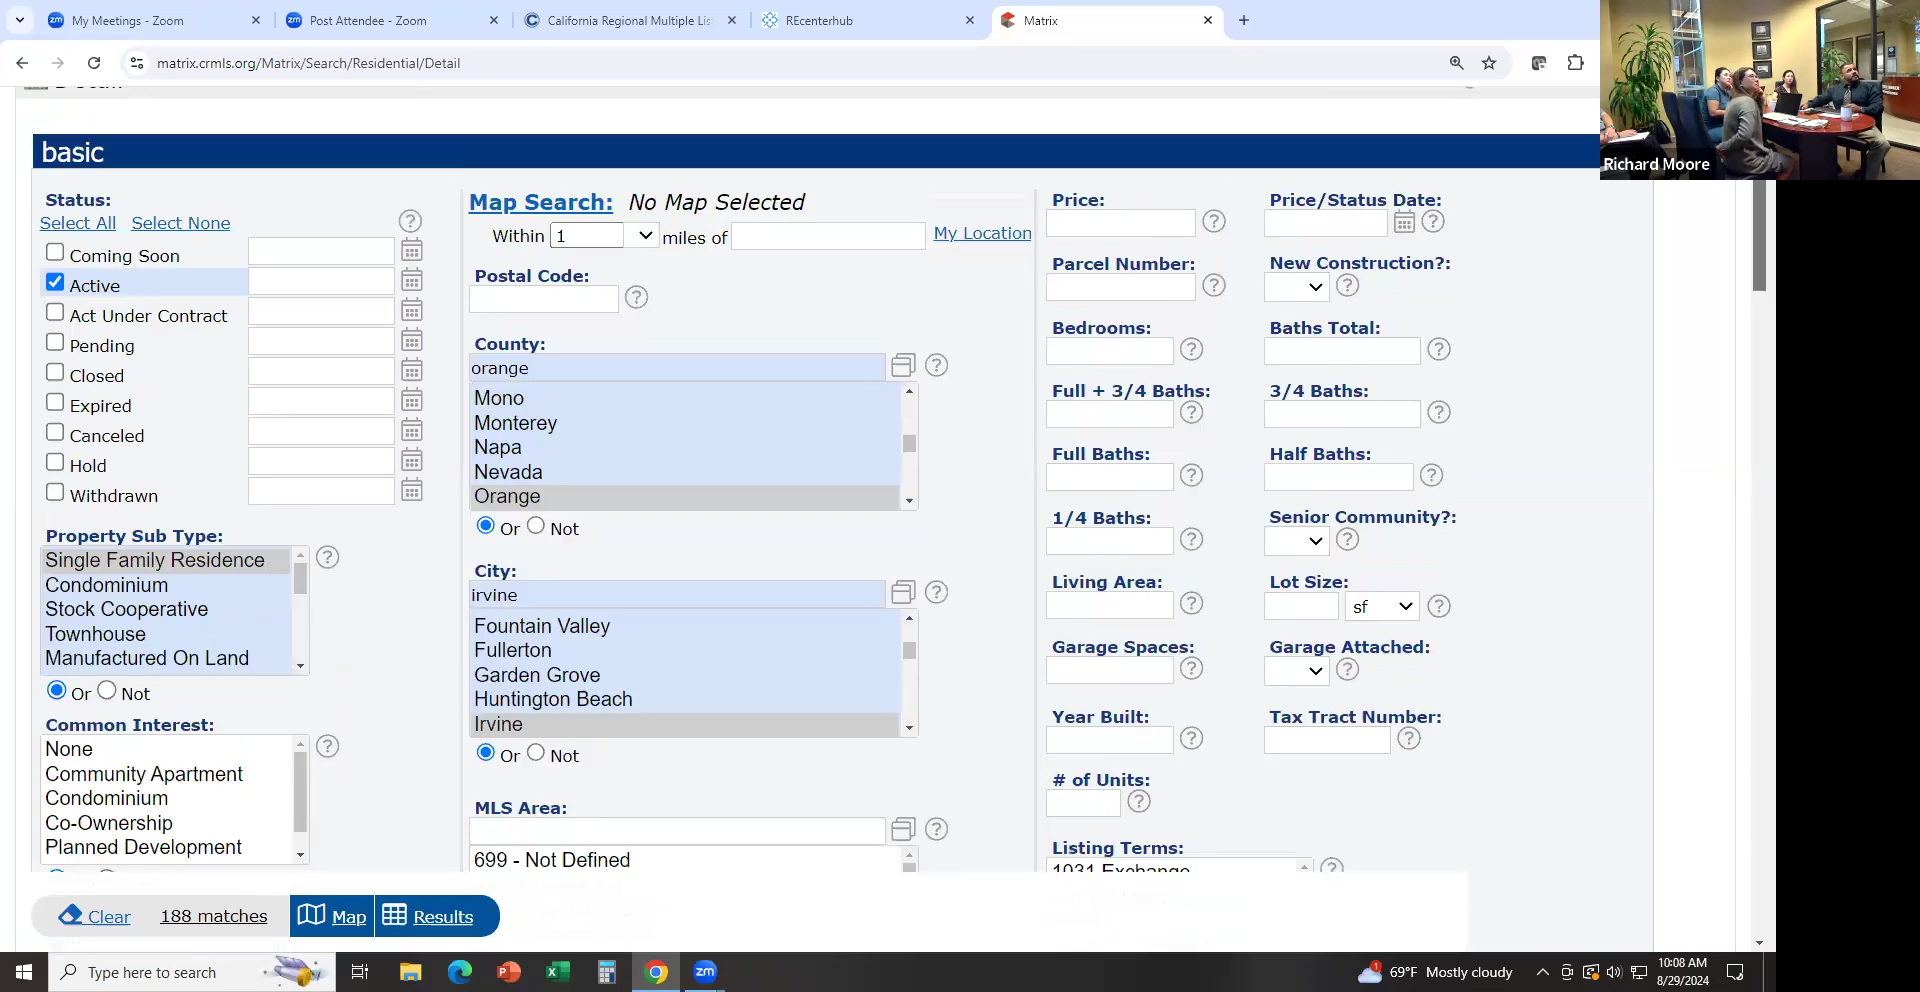 My Meetings - Zoom
Post Attendee - Zoom
California Regional Multiple Lis
REcenterhub
Matrix
matrix.crmls.org/Matrix/Search/Residential/Detail
Richard Moore
basic
Status:
Select All Select None
Coming Soon
Active
Act Under Contract
Pending
Closed
Expired
Canceled
Hold
Withdrawn
Property Sub Type:
Single Family Residence
Condominium
Stock Cooperative
Townhouse
Manufactured On Land
Or Not
Common Interest:
None
Community Apartment
Condominium
Co-Ownership
Planned Development
Map Search: No Map Selected
Within 1 miles of My Location
Postal Code:
County:
orange
Mono
Monterey
Napa
Nevada
Orange
Or Not
City:
irvine
Fountain Valley
Fullerton
Garden Grove
Huntington Beach
Irvine
Or Not
MLS Area:
699 - Not Defined
Price: Price/Status Date:
Parcel Number: New Construction?:
Bedrooms: Baths Total:
Full + 3/4 Baths: 3/4 Baths:
Full Baths: Half Baths:
1/4 Baths: Senior Community?:
Living Area: Lot Size:
sf
Garage Spaces: Garage Attached:
Year Built: Tax Tract Number:
# of Units:
Listing Terms:
1031 Exchange
Clear 188 matches Map Results
Type here to search
69°F Mostly cloudy
10:08 AM
8/29/2024